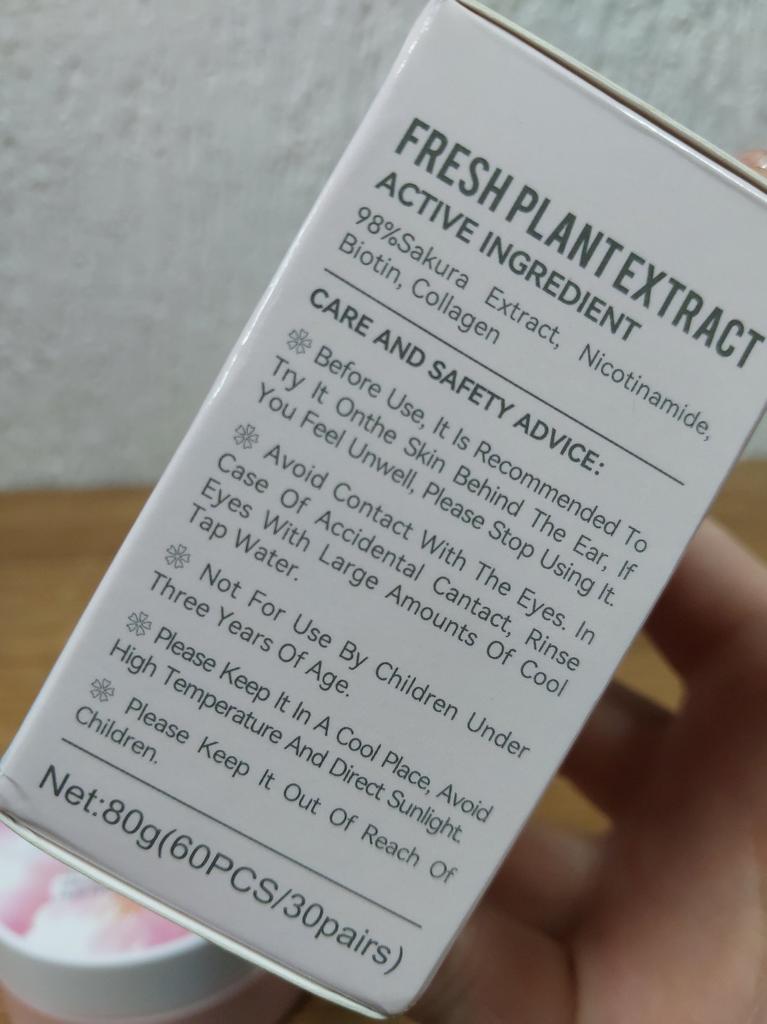 FRESH PLANT EXTRACT
ACTIVE INGREDIENT
98%Sakura Extract, Nicotinamide,
Biotin, Collagen
CARE AND SAFETY ADVICE:
Before Use, It Is Recommended To
Try It Onthe Skin Behind The Ear, If
You Feel Unwell, Please Stop Using It.
Avoid Contact With The Eyes. In
Case Of Accidental Cantact, Rinse
Eyes With Large Amounts Of Cool
Tap Water.
Not For Use By Children Under
Three Years Of Age.
Please Keep It In A Cool Place, Avoid
High Temperature And Direct Sunlight.
Please Keep It Out Of Reach Of
Children.
Net:80g(60PCS/30pairs)